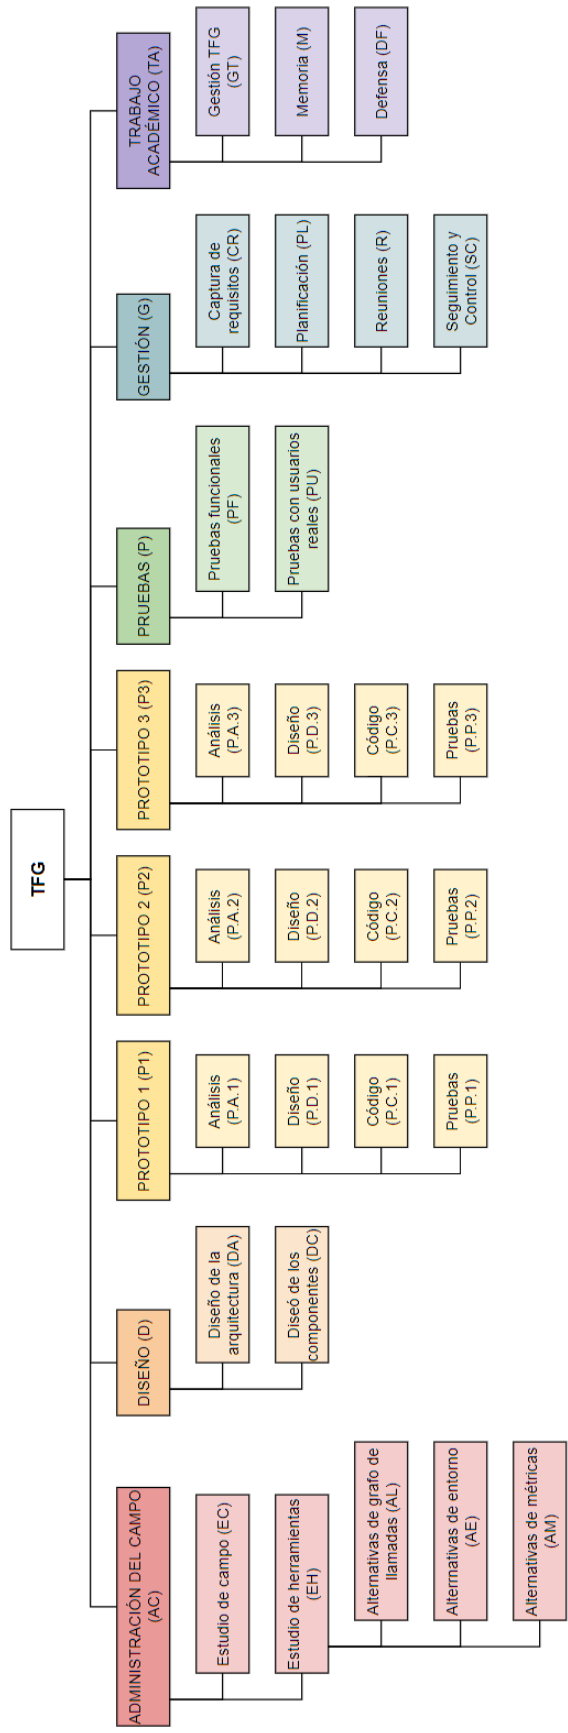 TFG
ADMINISTRACIÓN DEL CAMPO
(AC)
Estudio de campo (EC)
Estudio de herramientas
(EH)
Alternativas de grafo de
llamadas (AL)
Alterrnativas de entorno
(AE)
Alternativas de métricas
(AM)
DISEÑO (D)
Diseño de la
arquitectura (DA)
Diseó de los
componentes (DC)
PROTOTIPO 1 (P1)
Análisis
(P.A.1)
Diseño
(P.D.1)
Código
(P.C.1)
Pruebas
(P.P.1)
PROTOTIPO 2 (P2)
Análisis
(P.A.2)
Diseño
(P.D.2)
Código
(P.C.2)
Pruebas
(P.P.2)
PROTOTIPO 3 (P3)
Análisis
(P.A.3)
Diseño
(P.D.3)
Código
(P.C.3)
Pruebas
(P.P.3)
PRUEBAS (P)
Pruebas funcionales
(PF)
Pruebas con usuarios
reales (PU)
GESTIÓN (G)
Captura de
requisitos (CR)
Planificación (PL)
Reuniones (R)
Seguimiento y
Control (SC)
TRABAJO
ACADÉMICO (TA)
Gestión TFG
(GT)
Memoria (M)
Defensa (DF)